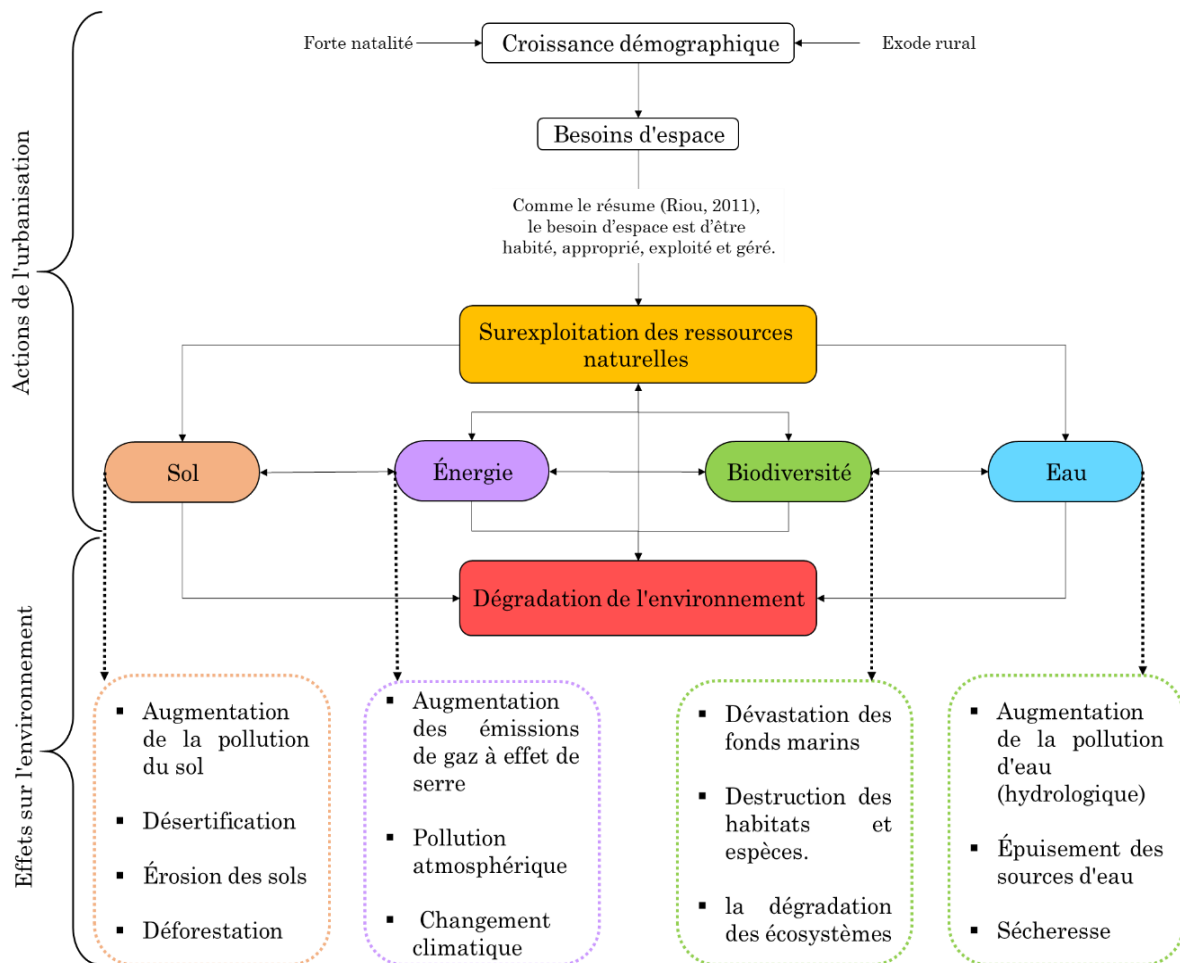 Forte natalité
Croissance démographique
Exode rural
Besoins d'espace
Comme le résume (Riou, 2011),
le besoin d’espace est d’être
habité, approprié, exploité et géré.
Actions de l'urbanisation
Surexploitation des ressources
naturelles
Sol
Énergie
Biodiversité
Eau
Dégradation de l'environnement
Effets sur l'environnement
▪ Augmentation
de la pollution
du sol
▪ Désertification
▪ Érosion des sols
▪ Déforestation
▪ Augmentation
des émissions
de gaz à effet de
serre
▪ Pollution
atmosphérique
▪ Changement
climatique
▪ Dévastation des
fonds marins
▪ Destruction des
habitats et
espèces.
▪ la dégradation
des écosystèmes
▪ Augmentation
de la pollution
d'eau
(hydrologique)
▪ Épuisement des
sources d'eau
▪ Sécheresse